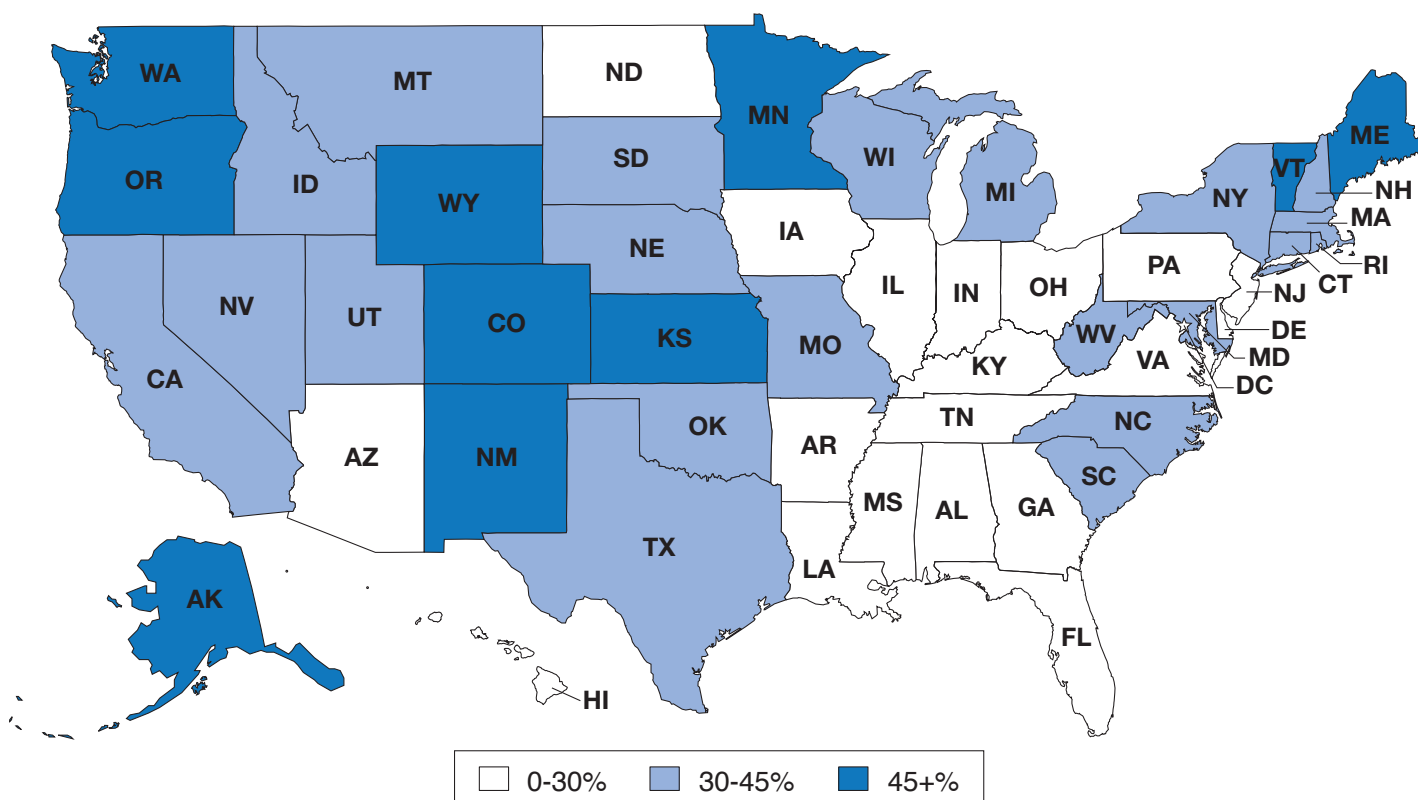 WA
MT
ND
MN
ME
OR
ID
SD
WI
MI
VT
NH
WY
NY
MA
IA
NE
RI
PA
CT
NV
UT
CO
IL
IN
OH
NJ
KS
DE
MO
WV
MD
CA
KY
VA
DC
OK
TN
NC
AZ
NM
AR
SC
MS
AL
GA
TX
LA
AK
FL
HI
0-30% 30-45% 45+%